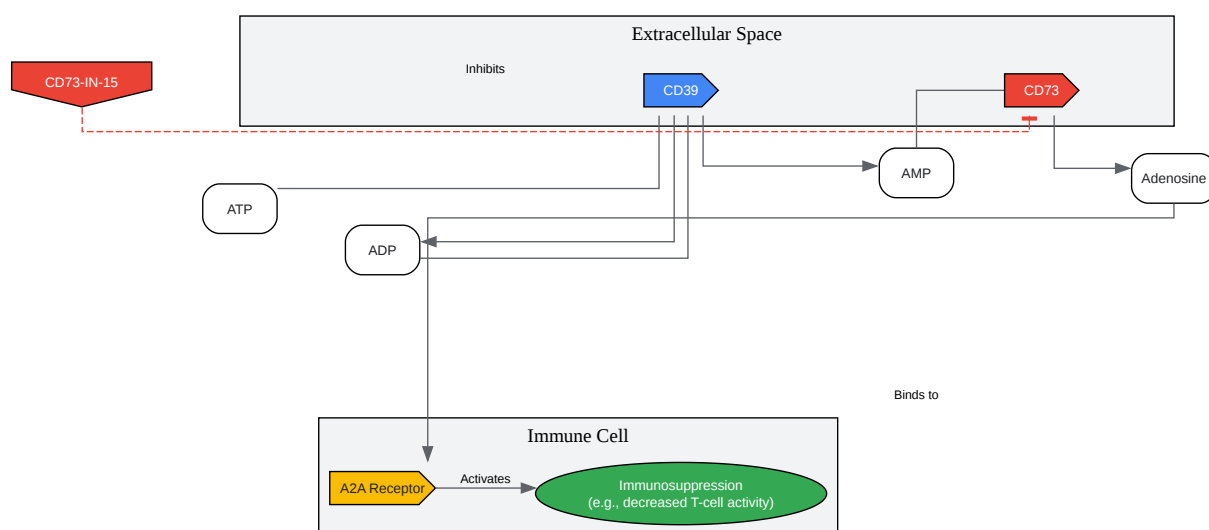 Extracellular Space
Inhibits
CD73-IN-15
CD39
CD73
AMP
Adenosine
ATP
ADP
Binds to
Immune Cell
A2A Receptor
Activates
Immunosuppression
(e.g., decreased T-cell activity)